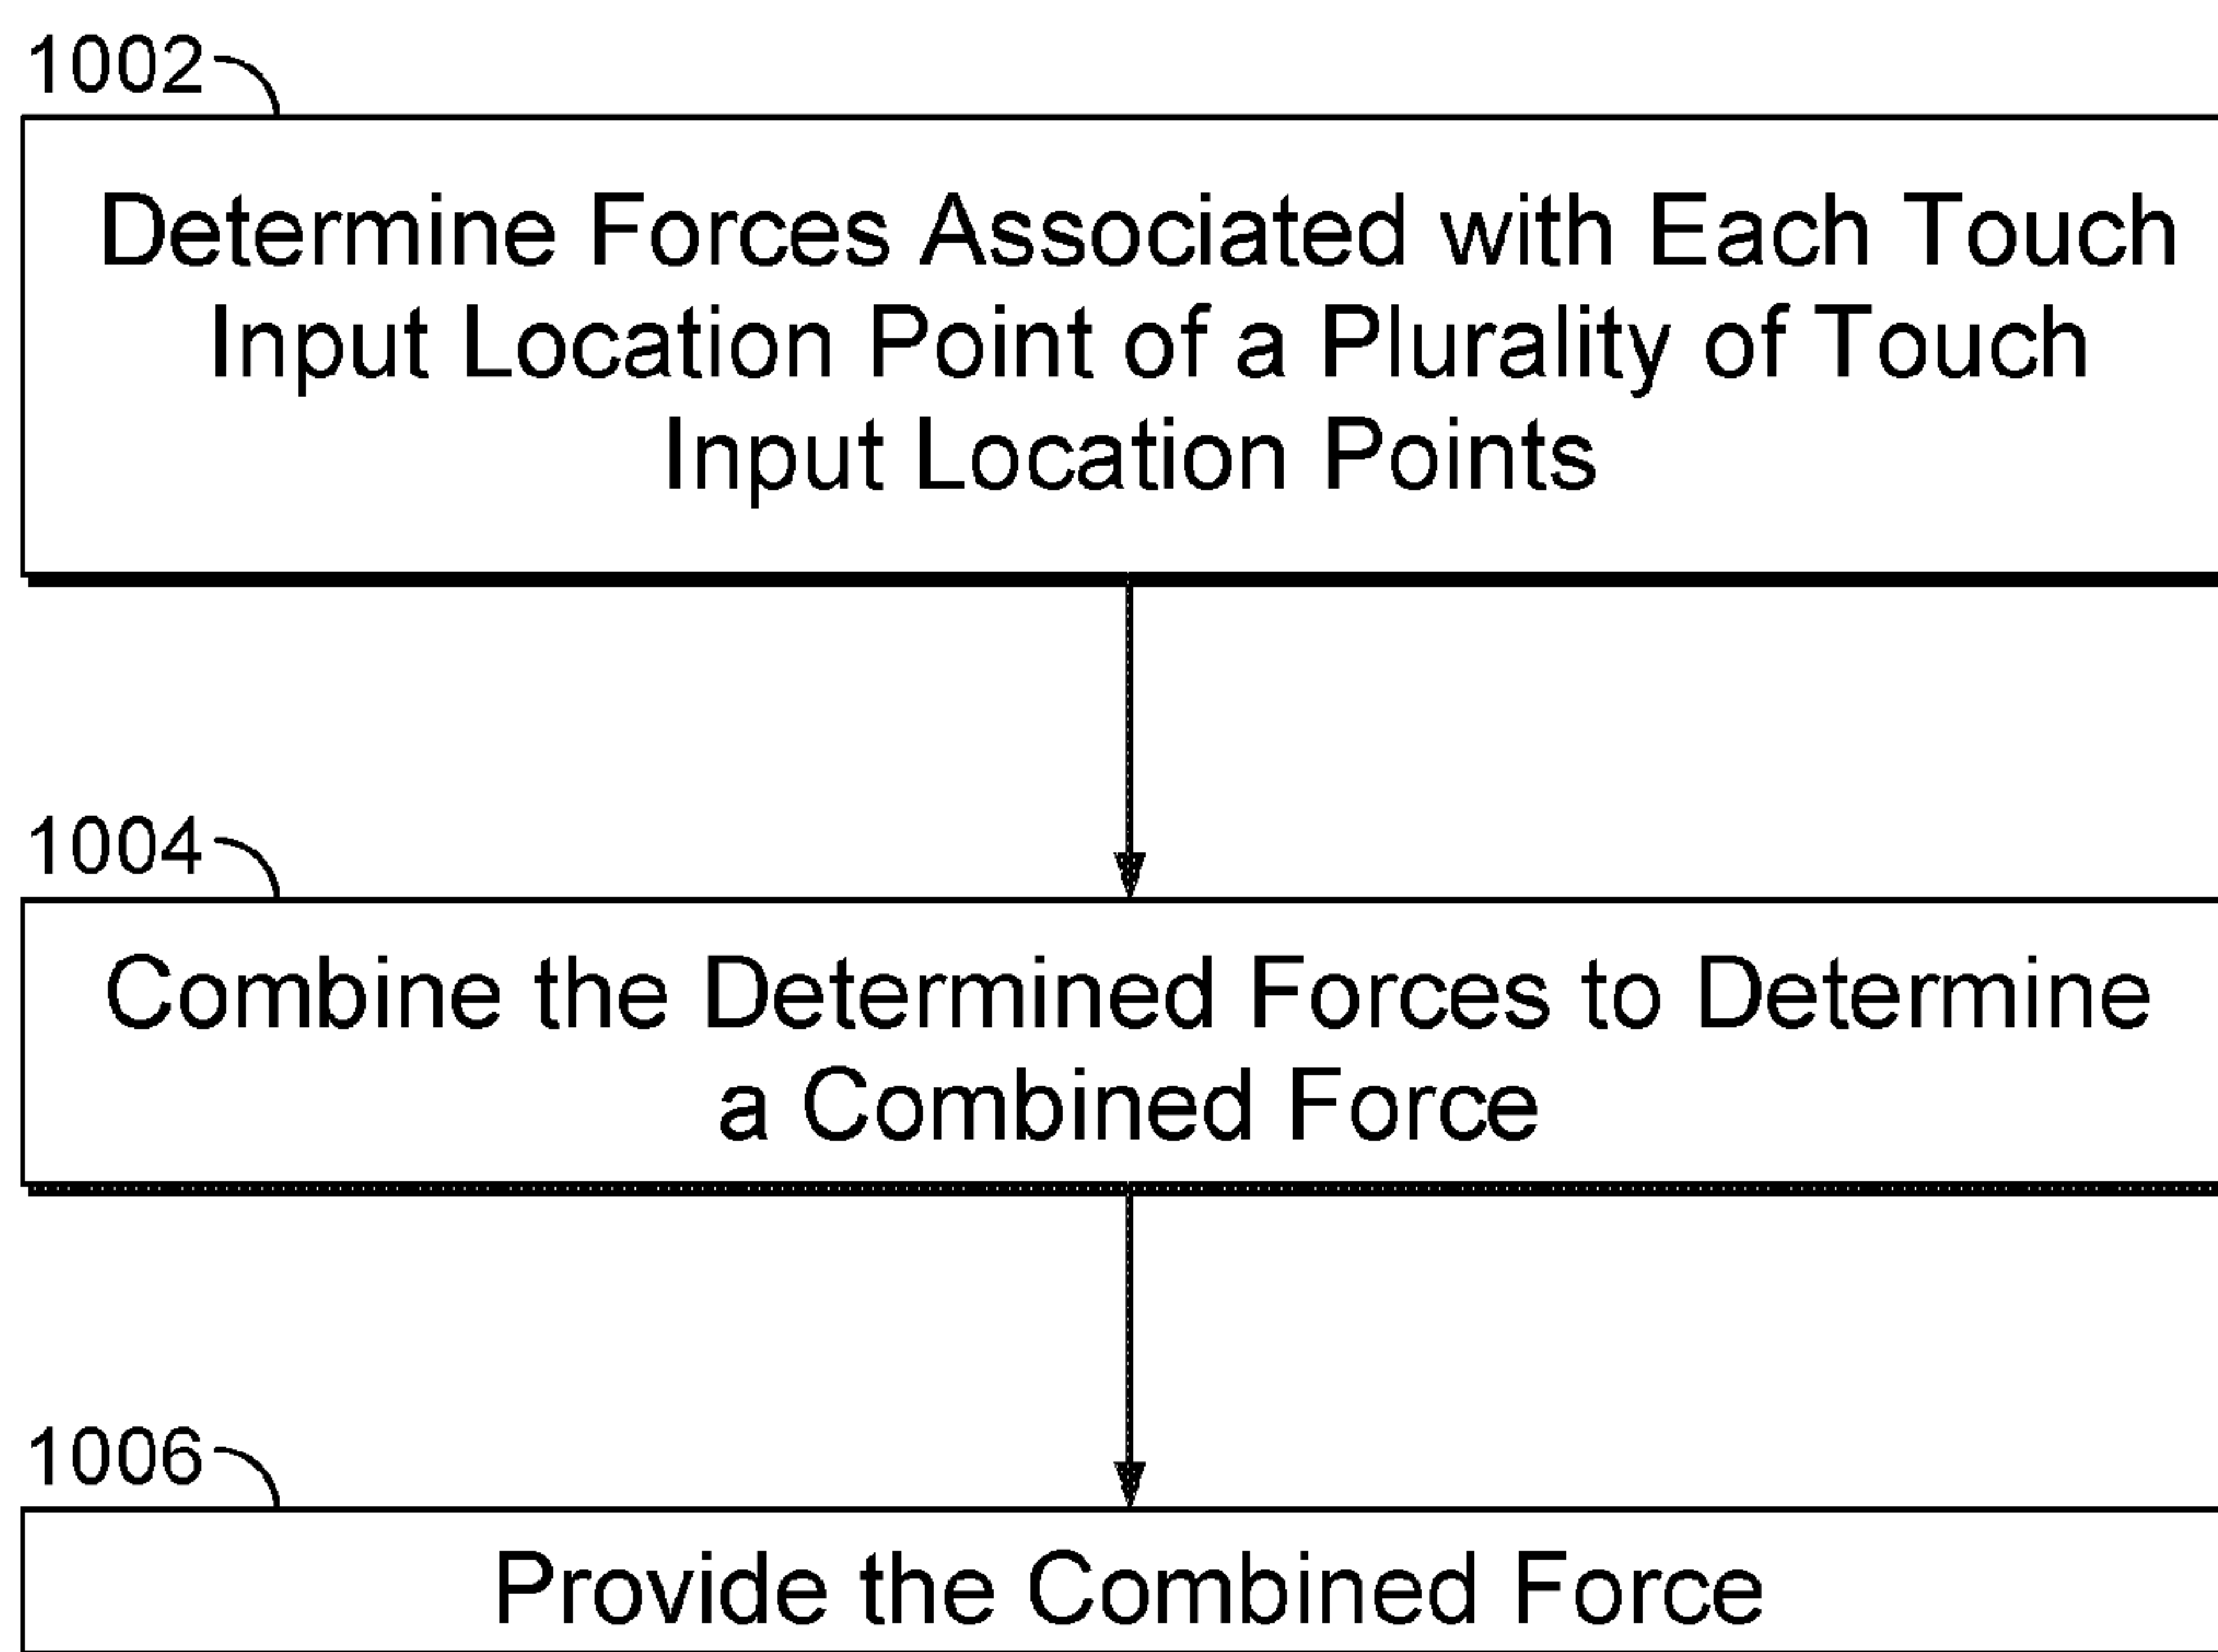 1002
Determine Forces Associated with Each Touch
Input Location Point of a Plurality of Touch
Input Location Points
1004
Combine the Determined Forces to Determine
a Combined Force
1006
Provide the Combined Force